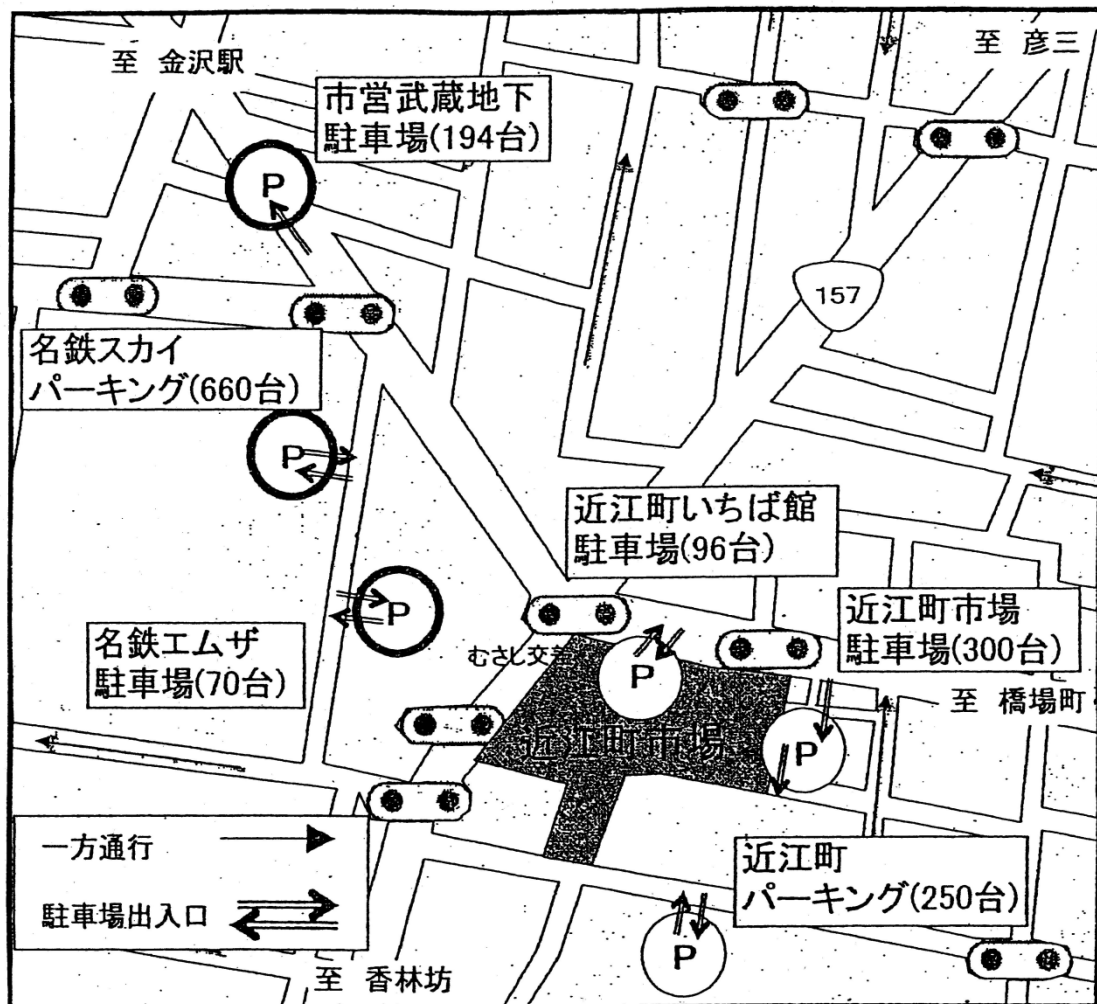 至 金沢駅
至 彦三
市営武蔵地下
駐車場(194台)
P
157
名鉄スカイ
パーキング(660台)
P
近江町いちば館
駐車場(96台)
P
名鉄エムザ
駐車場(70台)
近江町市場
駐車場(300台)
P
至 橋場町
近江町市場
P
一方通行
駐車場出入口
近江町
パーキング(250台)
P
至 香林坊